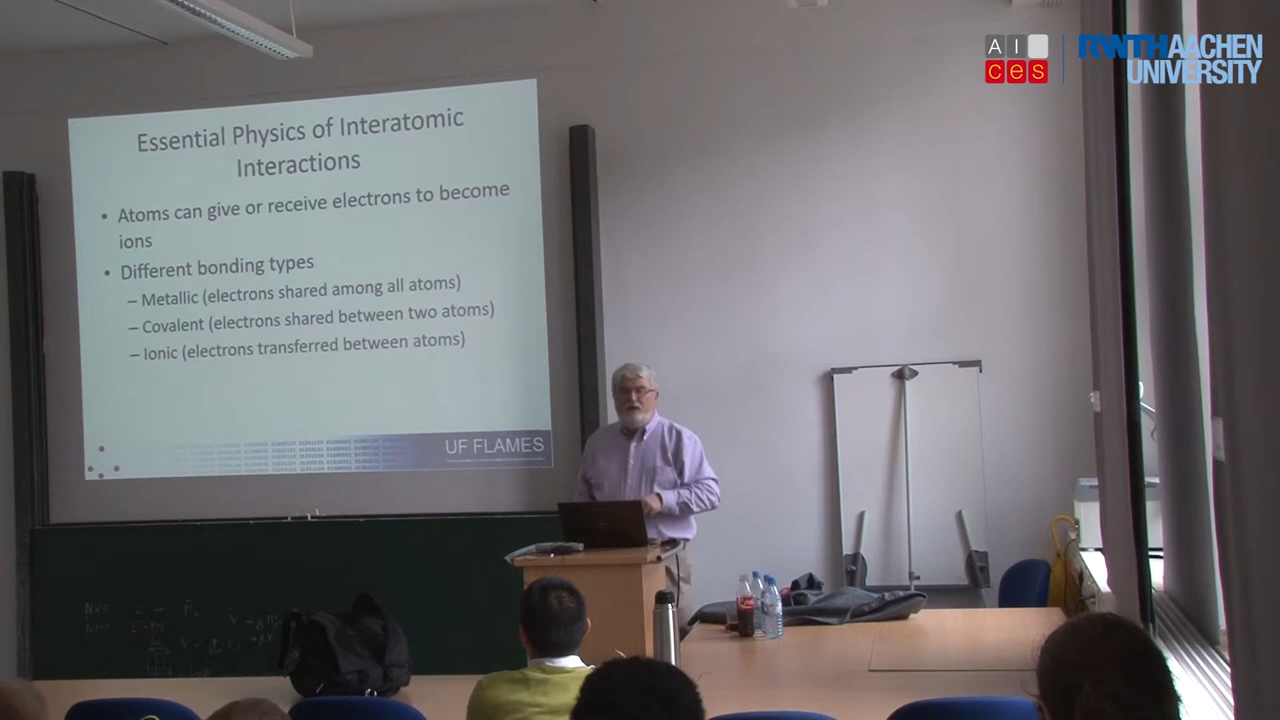 Essential Physics of Interatomic
Interactions
• Atoms can give or receive electrons to become
ions
• Different bonding types
– Metallic (electrons shared among all atoms)
– Covalent (electrons shared between two atoms)
– Ionic (electrons transferred between atoms)
UF FLAMES
AI
ces
RWTHAACHEN
UNIVERSITY